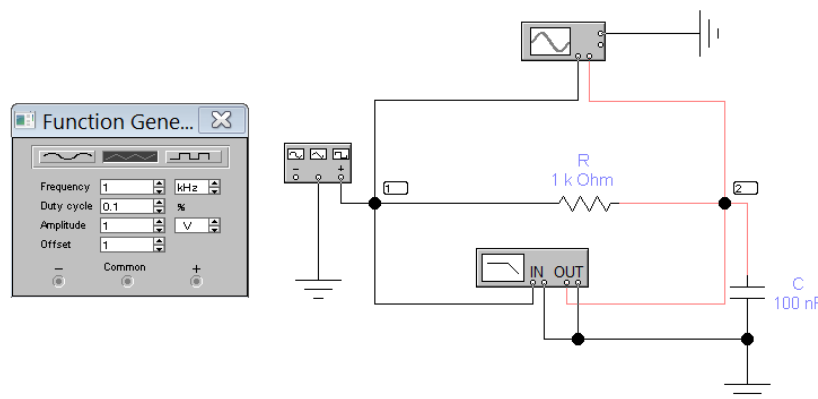 Function Gene...
Frequency 1 kHz
Duty cycle 0.1 %
Amplitude 1 V
Offset 1
− Common +
− +
1
R
1 k Ohm
2
IN OUT
C
100 nF